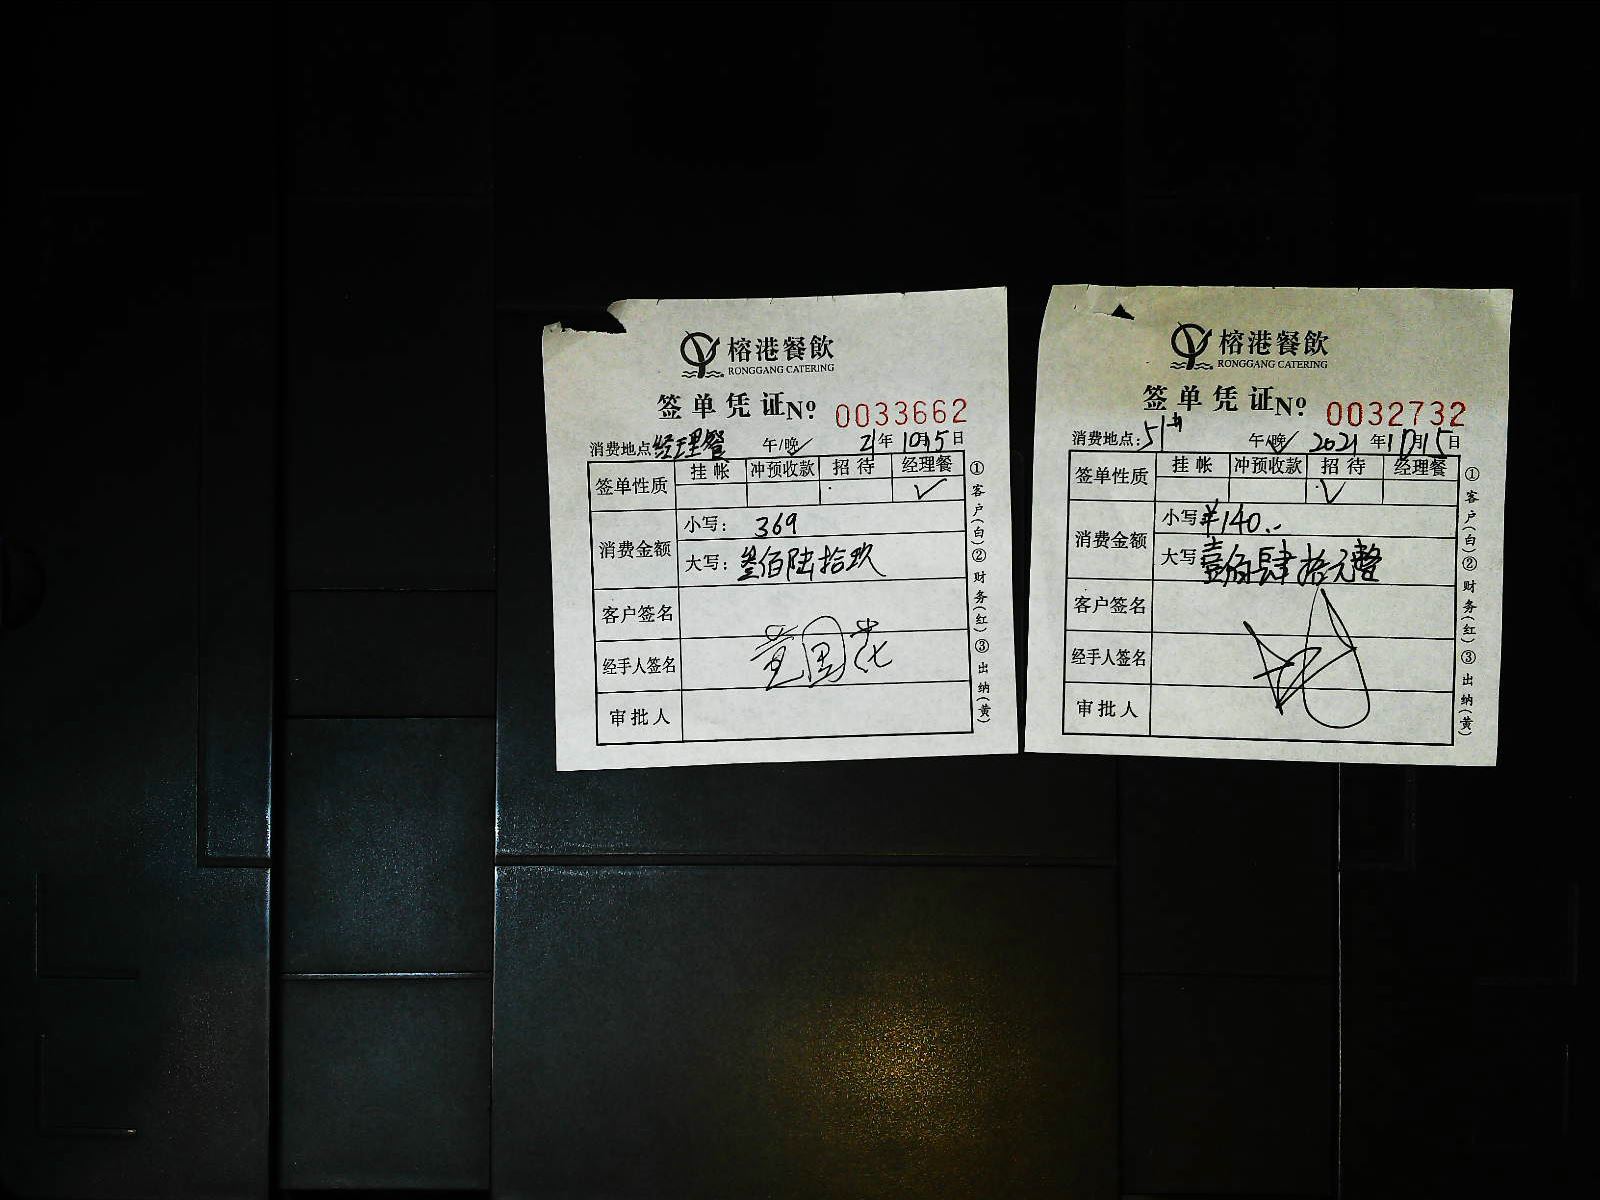 榕港餐飲
RONGGANG CATERING
签单凭证 Nº 0033662
消费地点 经理餐 午/晚✓ 21年10月15日
签单性质 挂帐 冲预收款 招待 经理餐
✓
消费金额 小写：369
大写：叁佰陆拾玖
客户签名
经手人签名
审批人
①客户(白)②财务(红)③出纳(黄)
榕港餐飲
RONGGANG CATERING
签单凭证 Nº 0032732
消费地点：51# 午/晚✓ 2021年10月15日
签单性质 挂帐 冲预收款 招待 经理餐
✓
消费金额 小写 ¥140.-
大写 壹佰肆拾元整
客户签名
经手人签名
审批人
①客户(白)②财务(红)③出纳(黄)